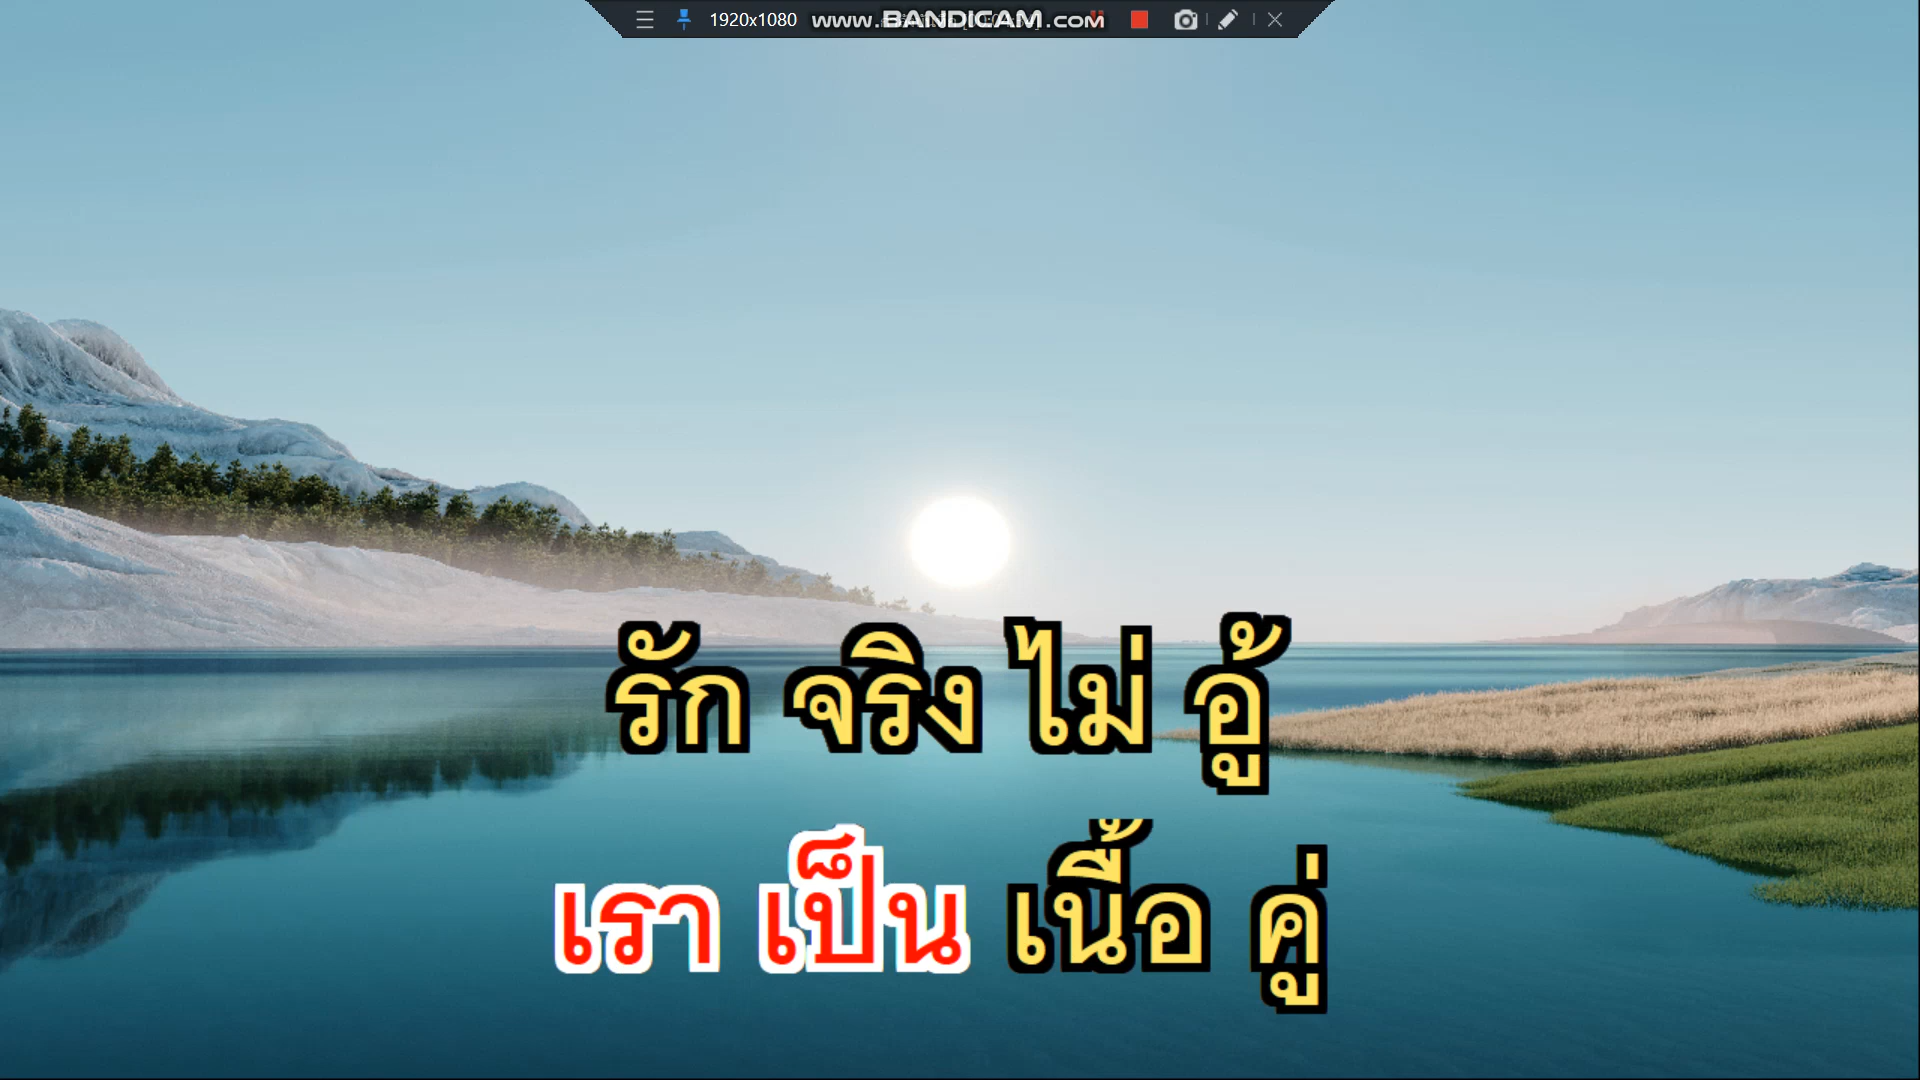 1920x1080 www.BANDICAM.COM
รัก จริง ไม่ อู้
เรา เป็น เนื้อ คู่